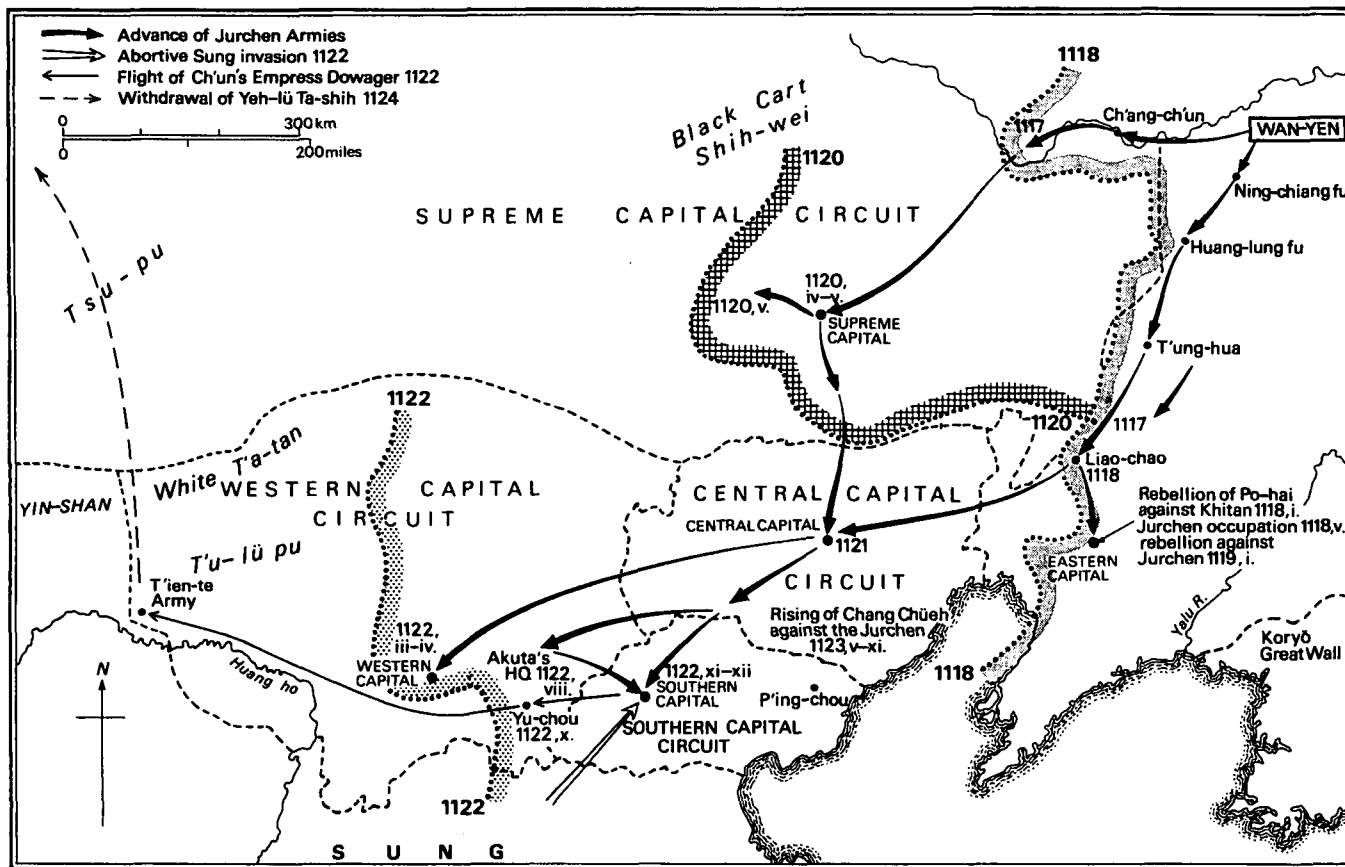 Advance of Jurchen Armies
Abortive Sung invasion 1122
Flight of Ch'un's Empress Dowager 1122
Withdrawal of Yeh-lü Ta-shih 1124
0 300 km
0 200 miles
1118
Black Cart
Shih-wei
1117
Ch'ang-ch'un
WAN-YEN
1120
Ning-chiang fu
SUPREME CAPITAL CIRCUIT
Huang-lung fu
Tsu-pu
1120,
iv-v.
1120, v.
SUPREME
CAPITAL
T'ung-hua
1122
1120
1117
White T'a-tan
YIN-SHAN
WESTERN CAPITAL
CIRCUIT
CENTRAL CAPITAL
Liao-chao
1118
CENTRAL CAPITAL
1121
Rebellion of Po-hai
against Khitan 1118, i.
Jurchen occupation 1118, v.
rebellion against
Jurchen 1119, i.
T'u-lü pu
EASTERN
CAPITAL
CIRCUIT
T'ien-te
Army
Rising of Chang Chüeh
against the Jurchen
1123, v-xi.
Yalu R.
Koryŏ
Great Wall
1122,
iii-iv.
WESTERN
CAPITAL
Akuta's
HQ 1122,
viii.
1122, xi-xii
SOUTHERN
CAPITAL
P'ing-chou
1118
N
Huang ho
Yu-chou
1122, x.
SOUTHERN CAPITAL
CIRCUIT
1122
SUNG